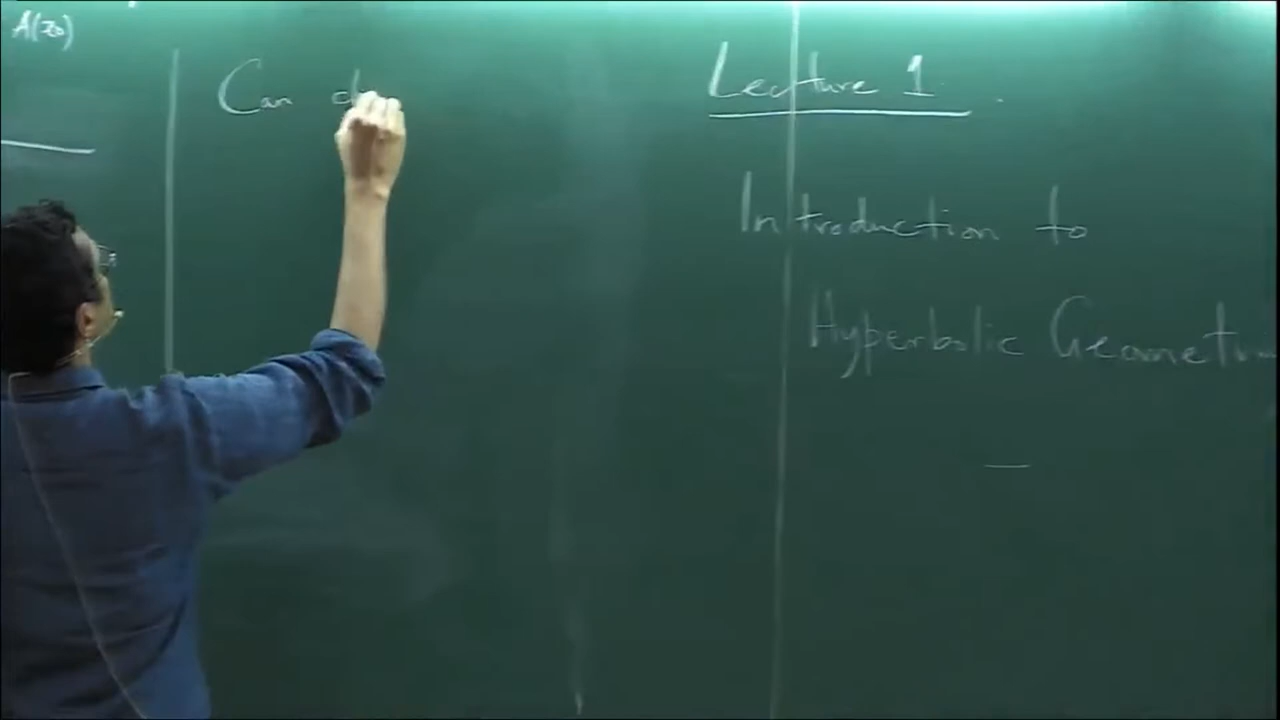 A(z₀)
Can
Lecture 1
Introduction to
Hyperbolic Geometr